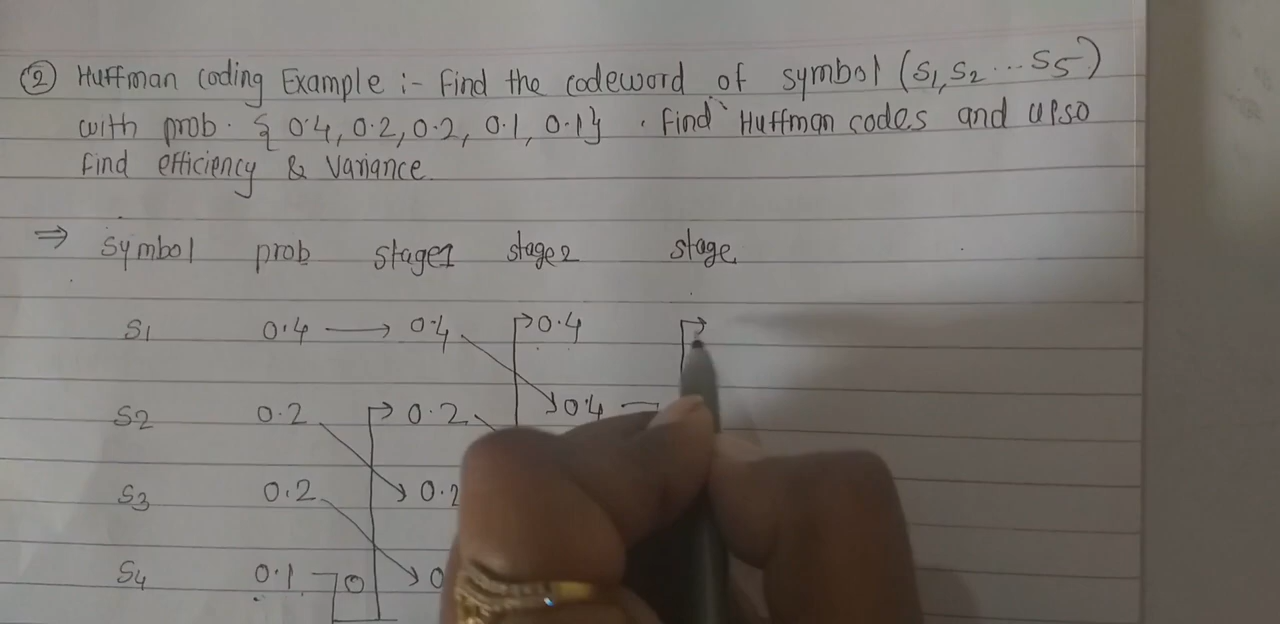 ② Huffman Coding Example :- Find the codeword of symbol (S1, S2 ... S5)
with prob. { 0.4, 0.2, 0.2, 0.1, 0.1} . Find Huffman codes and also
find efficiency & Variance.
⇒ Symbol prob stage1 stage2 stage
S1 0.4 → 0.4 0.4
S2 0.2 0.2 0.4
S3 0.2 0.2
S4 0.1 0 0